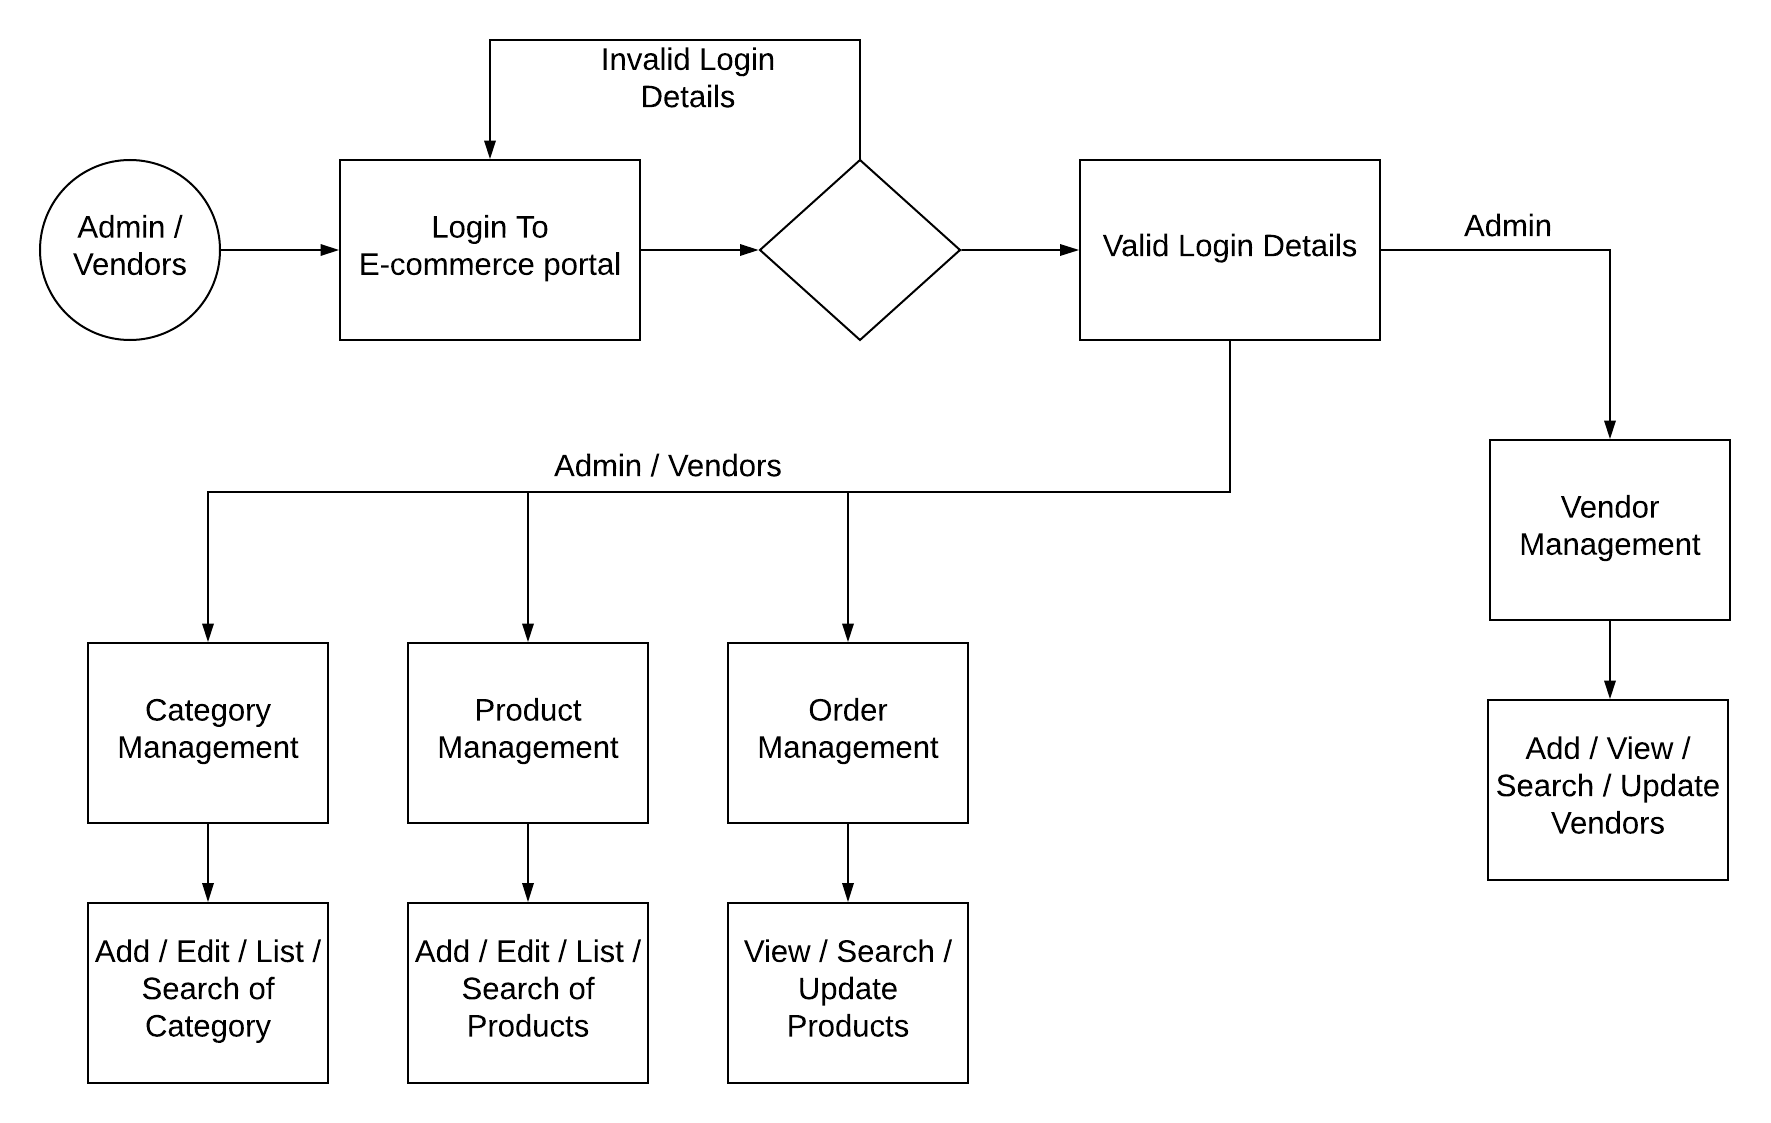 Invalid Login
Details
Admin /
Vendors
Login To
E-commerce portal
Valid Login Details
Admin
Admin / Vendors
Vendor
Management
Category
Management
Product
Management
Order
Management
Add / View /
Search / Update
Vendors
Add / Edit / List /
Search of
Category
Add / Edit / List /
Search of
Products
View / Search /
Update
Products